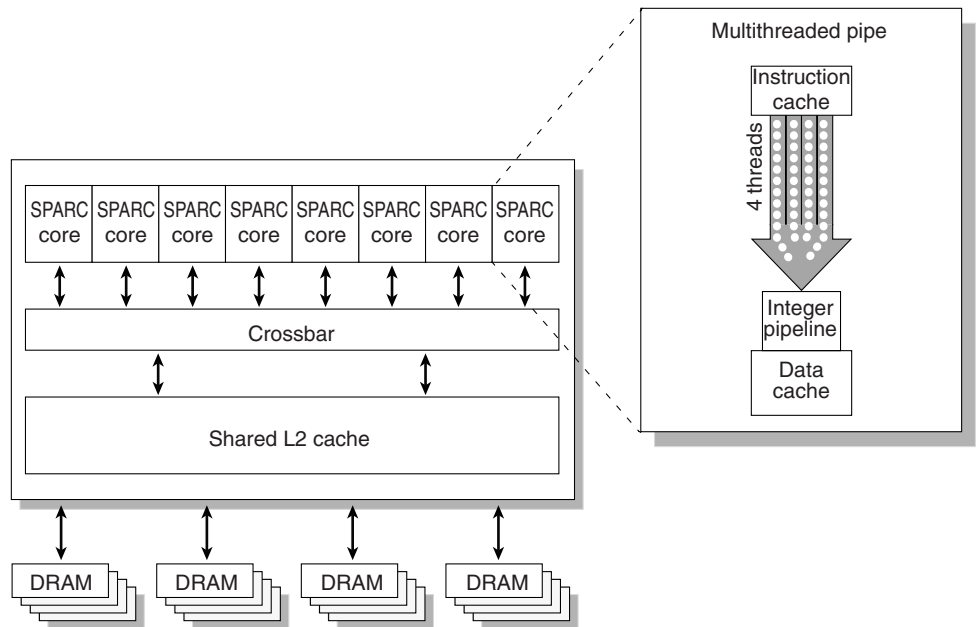 Multithreaded pipe
Instruction
cache
4 threads
Integer
pipeline
Data
cache
SPARC
core
SPARC
core
SPARC
core
SPARC
core
SPARC
core
SPARC
core
SPARC
core
SPARC
core
Crossbar
Shared L2 cache
DRAM
DRAM
DRAM
DRAM